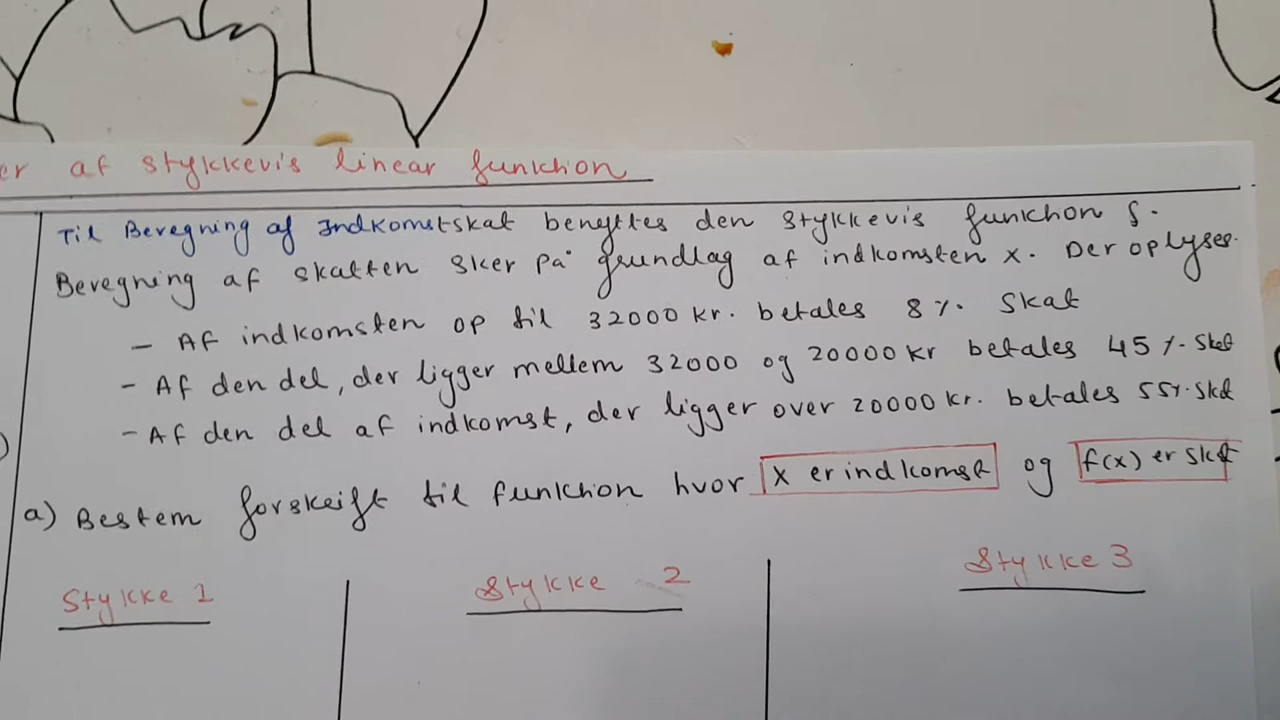 er af stykkevis linear funktion
Til Beregning af Indkomstskat benyttes den stykkevis funktion f.
Beregning af skatten sker på grundlag af indkomsten x. Der oplyses.
- Af indkomsten op til 32000 kr. betales 8 %. Skat
- Af den del, der ligger mellem 32000 og 20000 kr betales 45 %. Skat
- Af den del af indkomst, der ligger over 20000 kr. betales 55%. Skat
a) Bestem forskrift til funktion hvor x er indkomst og f(x) er skat
Stykke 1 Stykke 2 Stykke 3